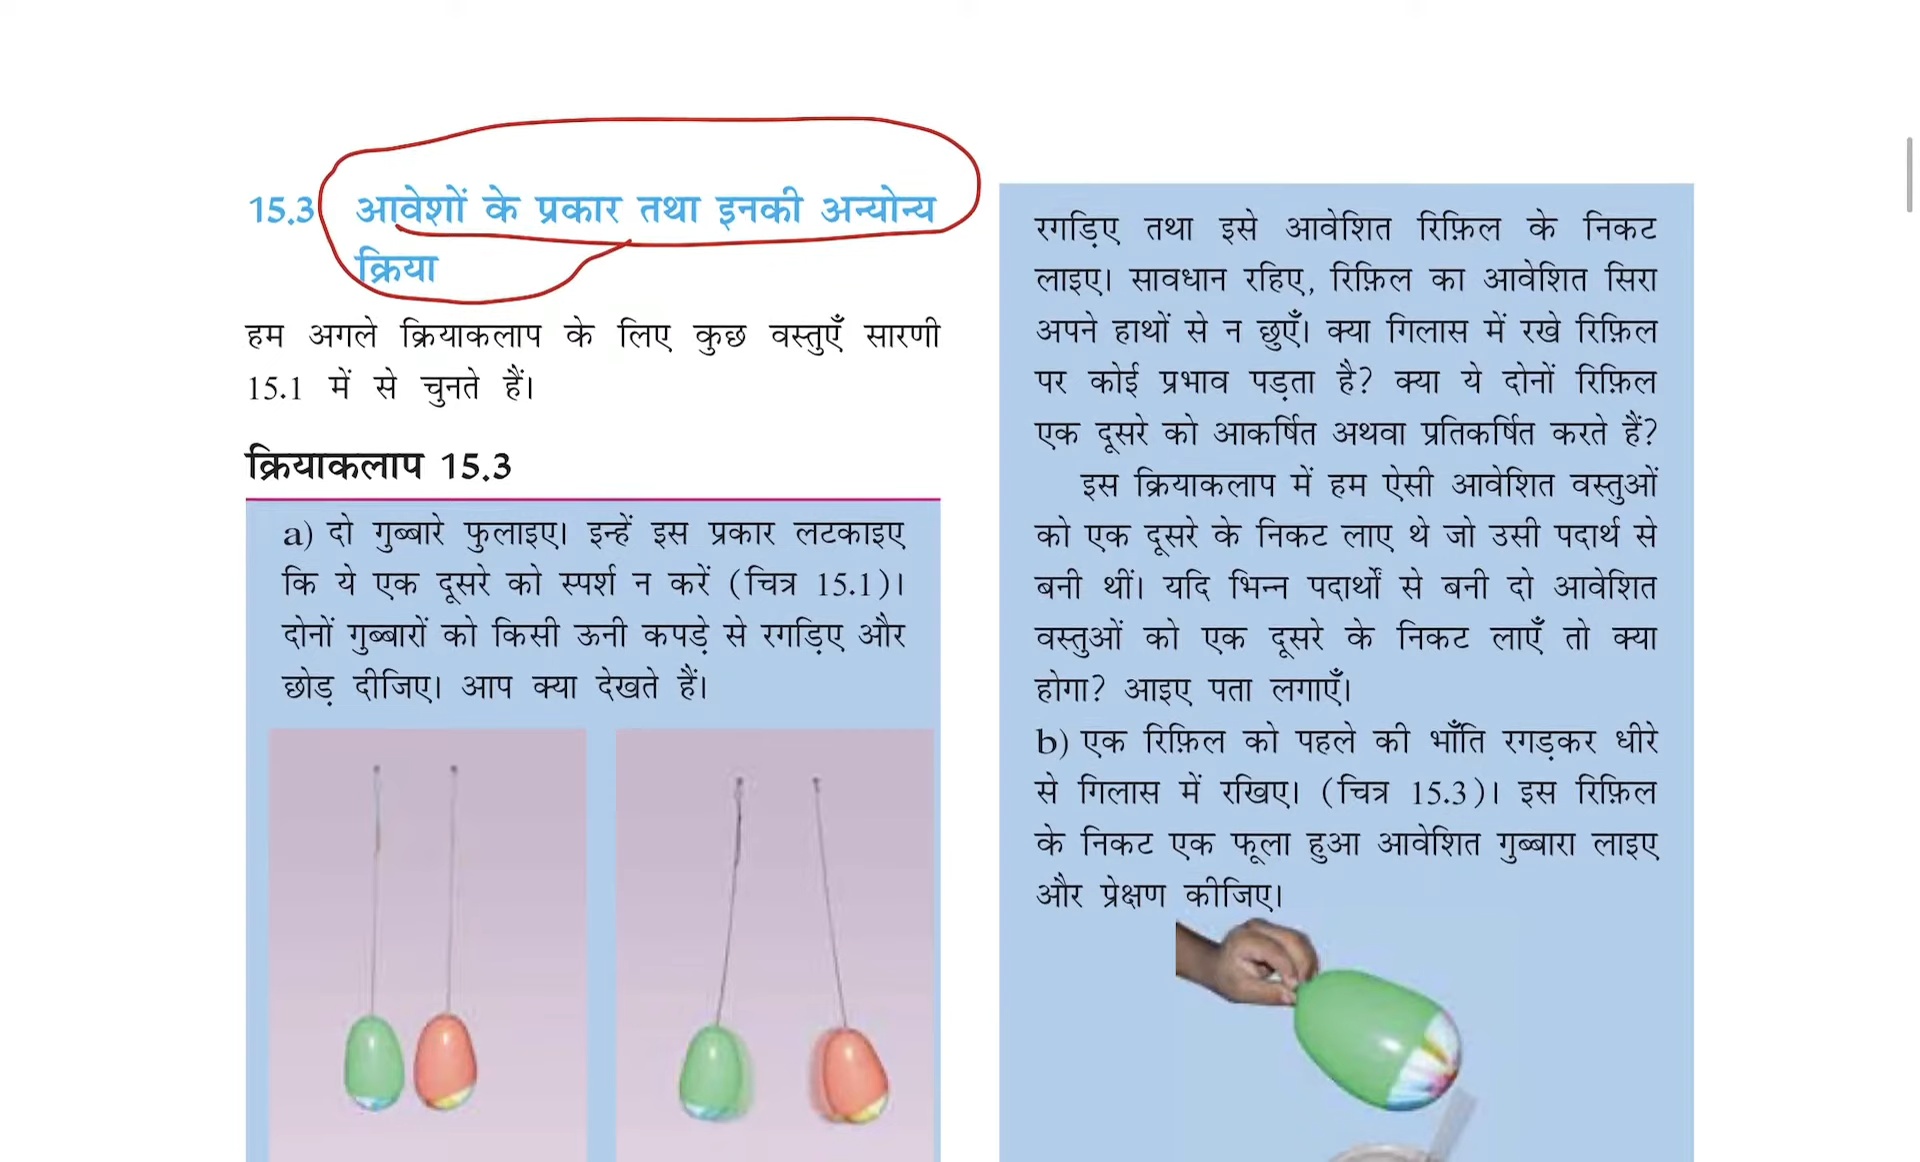 15.3 आवेशों के प्रकार तथा इनकी अन्योन्य
क्रिया
हम अगले क्रियाकलाप के लिए कुछ वस्तुएँ सारणी
15.1 में से चुनते हैं।
क्रियाकलाप 15.3
a) दो गुब्बारे फुलाइए। इन्हें इस प्रकार लटकाइए
कि ये एक दूसरे को स्पर्श न करें (चित्र 15.1)।
दोनों गुब्बारों को किसी ऊनी कपड़े से रगड़िए और
छोड़ दीजिए। आप क्या देखते हैं।
रगड़िए तथा इसे आवेशित रिफ़िल के निकट
लाइए। सावधान रहिए, रिफ़िल का आवेशित सिरा
अपने हाथों से न छुएँ। क्या गिलास में रखे रिफ़िल
पर कोई प्रभाव पड़ता है? क्या ये दोनों रिफ़िल
एक दूसरे को आकर्षित अथवा प्रतिकर्षित करते हैं?
इस क्रियाकलाप में हम ऐसी आवेशित वस्तुओं
को एक दूसरे के निकट लाए थे जो उसी पदार्थ से
बनी थीं। यदि भिन्न पदार्थों से बनी दो आवेशित
वस्तुओं को एक दूसरे के निकट लाएँ तो क्या
होगा? आइए पता लगाएँ।
b) एक रिफ़िल को पहले की भाँति रगड़कर धीरे
से गिलास में रखिए। (चित्र 15.3)। इस रिफ़िल
के निकट एक फूला हुआ आवेशित गुब्बारा लाइए
और प्रेक्षण कीजिए।